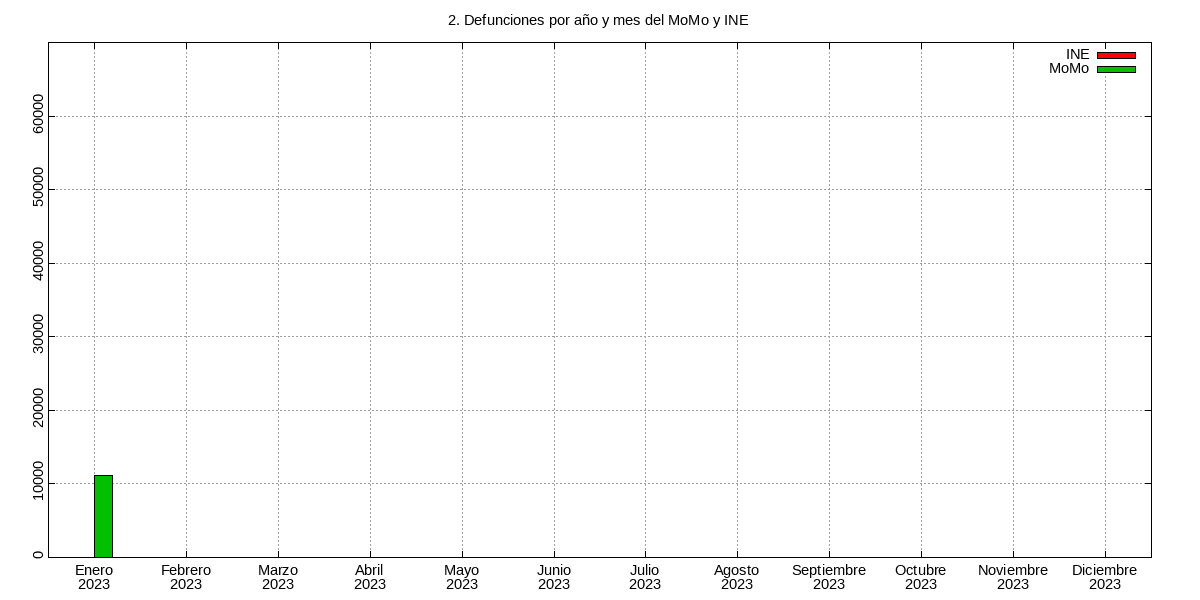 2. Defunciones por año y mes del MoMo y INE
INE
MoMo
60000
50000
40000
30000
20000
10000
0
Enero Febrero Marzo Abril Mayo Junio Julio Agosto Septiembre Octubre Noviembre Diciembre
2023 2023 2023 2023 2023 2023 2023 2023 2023 2023 2023 2023